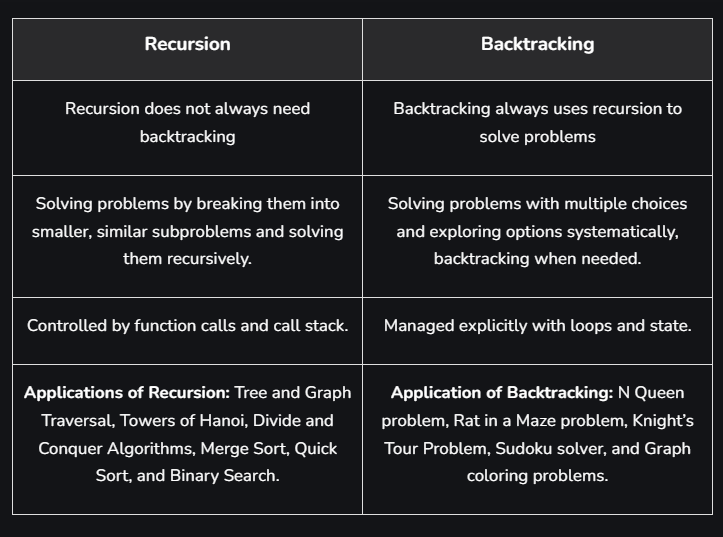 Recursion
Backtracking
Recursion does not always need
backtracking
Backtracking always uses recursion to
solve problems
Solving problems by breaking them into
smaller, similar subproblems and solving
them recursively.
Solving problems with multiple choices
and exploring options systematically,
backtracking when needed.
Controlled by function calls and call stack.
Managed explicitly with loops and state.
Applications of Recursion: Tree and Graph
Traversal, Towers of Hanoi, Divide and
Conquer Algorithms, Merge Sort, Quick
Sort, and Binary Search.
Application of Backtracking: N Queen
problem, Rat in a Maze problem, Knight's
Tour Problem, Sudoku solver, and Graph
coloring problems.